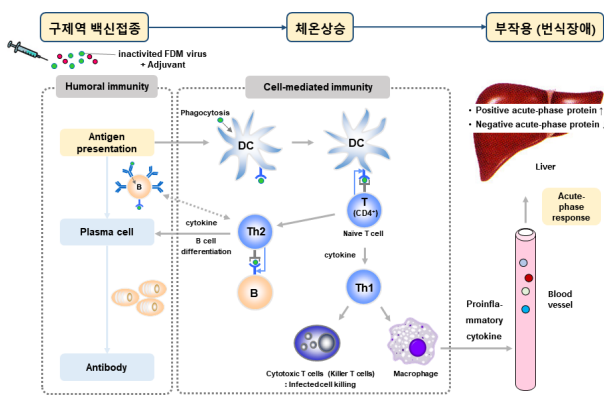 구제역 백신접종
체온상승
부작용 (번식장애)
inactivited FDM virus
+ Adjuvant
Humoral immunity
Cell-mediated immunity
Antigen
presentation
Phagocytosis
DC
DC
• Positive acute-phase protein ↑
• Negative acute-phase protein ↓
Liver
B
T
(CD4+)
Naïve T cell
Plasma cell
cytokine
B cell
differentiation
Th2
B
cytokine
Th1
Acute-
phase
response
Proinfla-
mmatory
cytokine
Blood
vessel
Antibody
Cytotoxic T cells (Killer T cells)
: Infected cell killing
Macrophage